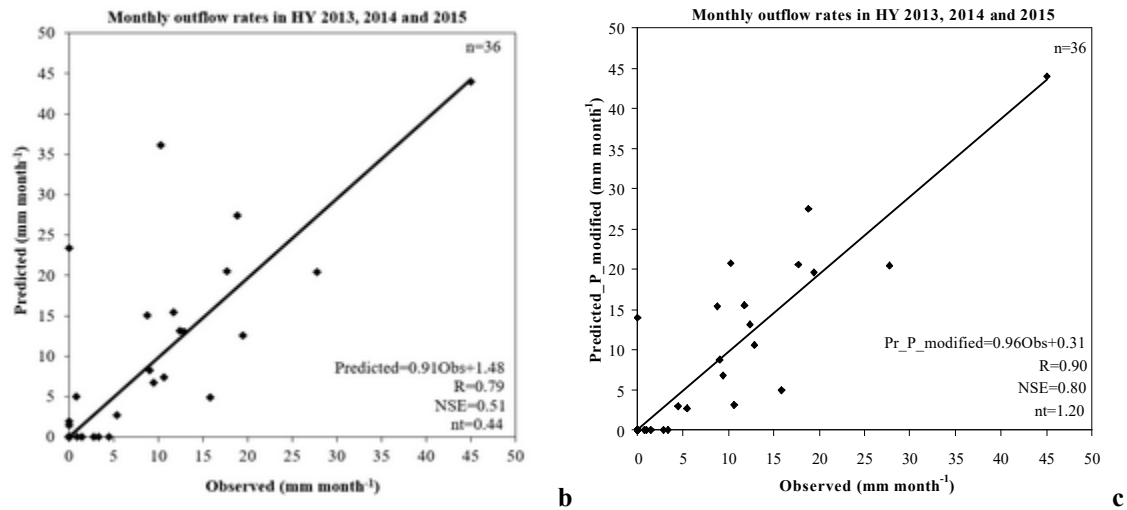 Monthly outflow rates in HY 2013, 2014 and 2015
n=36
50
45
40
35
30
25
20
15
10
5
0
Predicted (mm month⁻¹)
Predicted=0.91Obs+1.48
R=0.79
NSE=0.51
nt=0.44
0 5 10 15 20 25 30 35 40 45 50
Observed (mm month⁻¹)
b
Monthly outflow rates in HY 2013, 2014 and 2015
n=36
50
45
40
35
30
25
20
15
10
5
0
Predicted_P_modified (mm month⁻¹)
Pr_P_modified=0.96Obs+0.31
R=0.90
NSE=0.80
nt=1.20
0 5 10 15 20 25 30 35 40 45 50
Observed (mm month⁻¹)
c